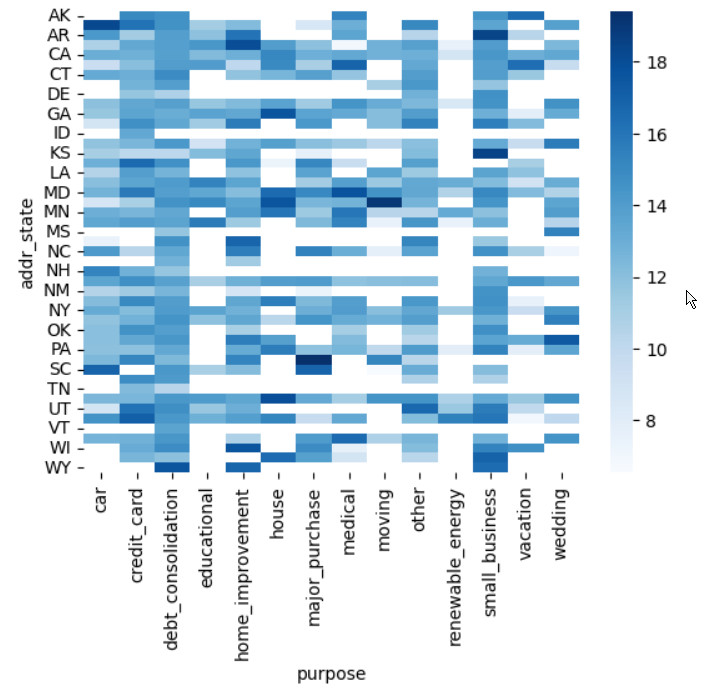 AK
AR
CA
CT
DE
GA
ID
KS
LA
MD
MN
MS
NC
NH
NM
NY
OK
PA
SC
TN
UT
VT
WI
WY
addr_state
car
credit_card
debt_consolidation
educational
home_improvement
house
major_purchase
medical
moving
other
renewable_energy
small_business
vacation
wedding
purpose
18
16
14
12
10
8